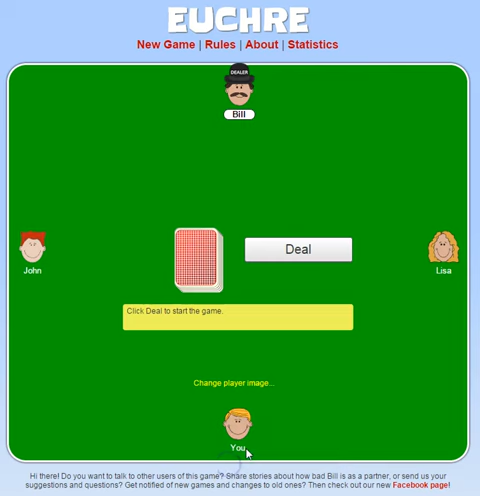 EUCHRE
New Game | Rules | About | Statistics
DEALER
Bill
John
Deal
Lisa
Click Deal to start the game.
Change player image...
You
Hi there! Do you want to talk to other users of this game? Share stories about how bad Bill is as a partner, or send us your
suggestions and questions? Get notified of new games and changes to old ones? Then check out our new Facebook page!